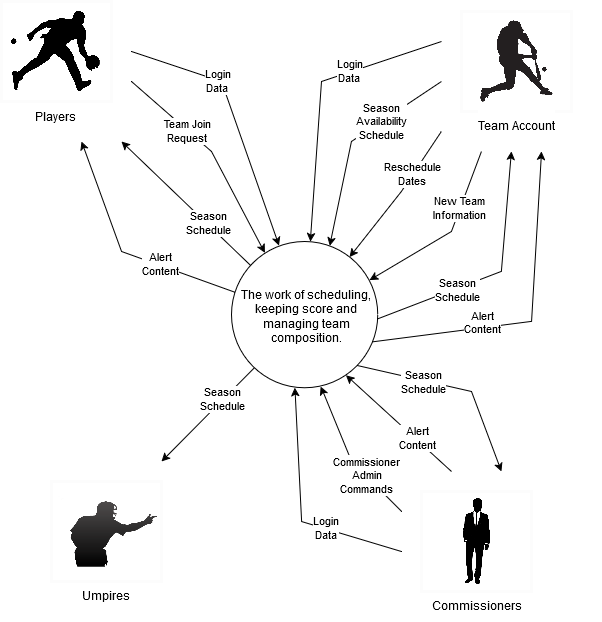 Players
Team Account
Login
Data
Team Join
Request
Season
Schedule
Alert
Content
Login
Data
Season
Availability
Schedule
Reschedule
Dates
New Team
Information
Season
Schedule
Alert
Content
The work of scheduling,
keeping score and
managing team
composition.
Season
Schedule
Season
Schedule
Alert
Content
Commissioner
Admin
Commands
Login
Data
Umpires
Commissioners